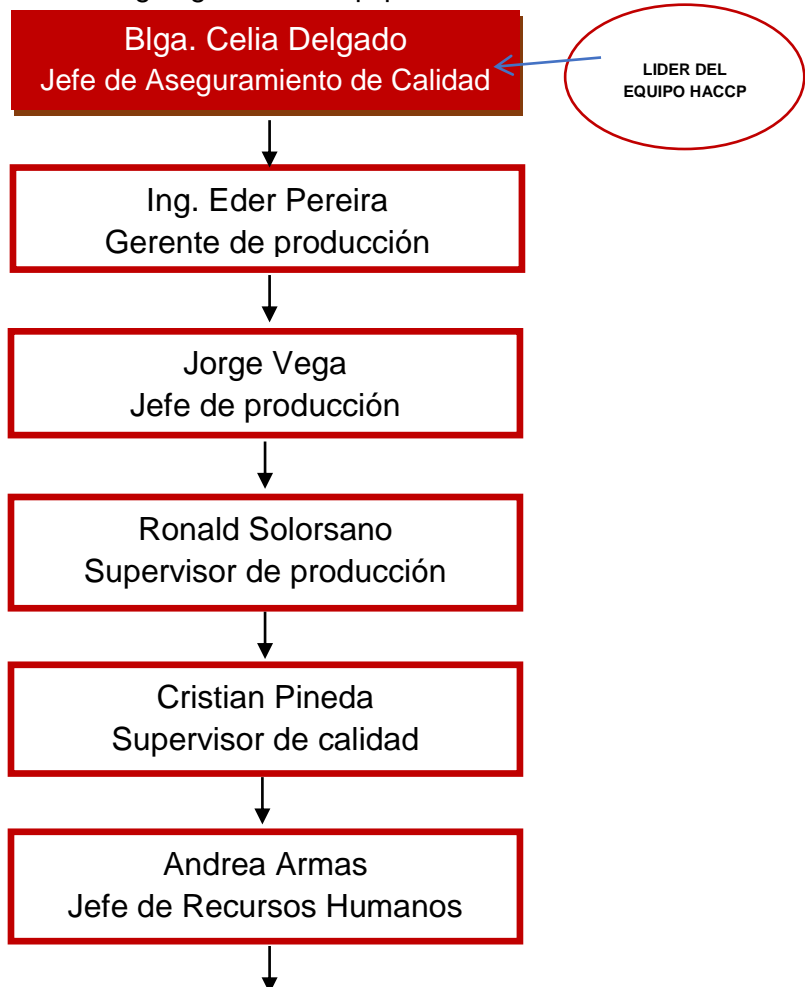 Blga. Celia Delgado
Jefe de Aseguramiento de Calidad
LIDER DEL
EQUIPO HACCP
Ing. Eder Pereira
Gerente de producción
Jorge Vega
Jefe de producción
Ronald Solorsano
Supervisor de producción
Cristian Pineda
Supervisor de calidad
Andrea Armas
Jefe de Recursos Humanos